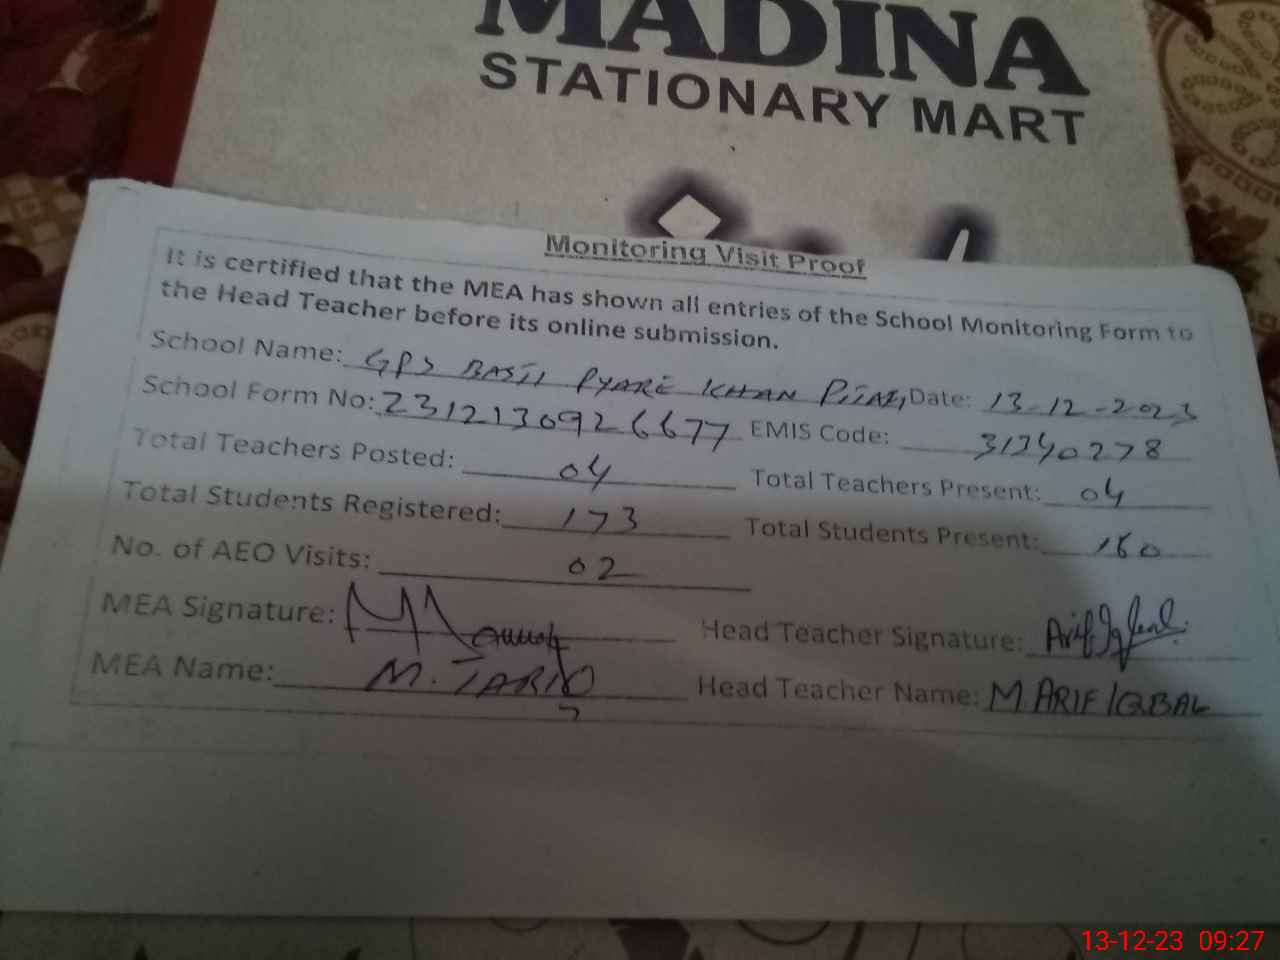 MADINA
STATIONARY MART
Monitoring Visit Proof
It is certified that the MEA has shown all entries of the School Monitoring Form to
the Head Teacher before its online submission.
School Name: GPS BASTI PYARE KHAN Date: 13-12-2023
School Form No: 2312130926677 EMIS Code: 31240278
Total Teachers Posted: 04 Total Teachers Present: 04
Total Students Registered: 173 Total Students Present: 160
No. of AEO Visits: 02
MEA Signature: Head Teacher Signature: Arif Iqbal
MEA Name: M. TARIQ Head Teacher Name: M ARIF IQBAL
13-12-23 09:27